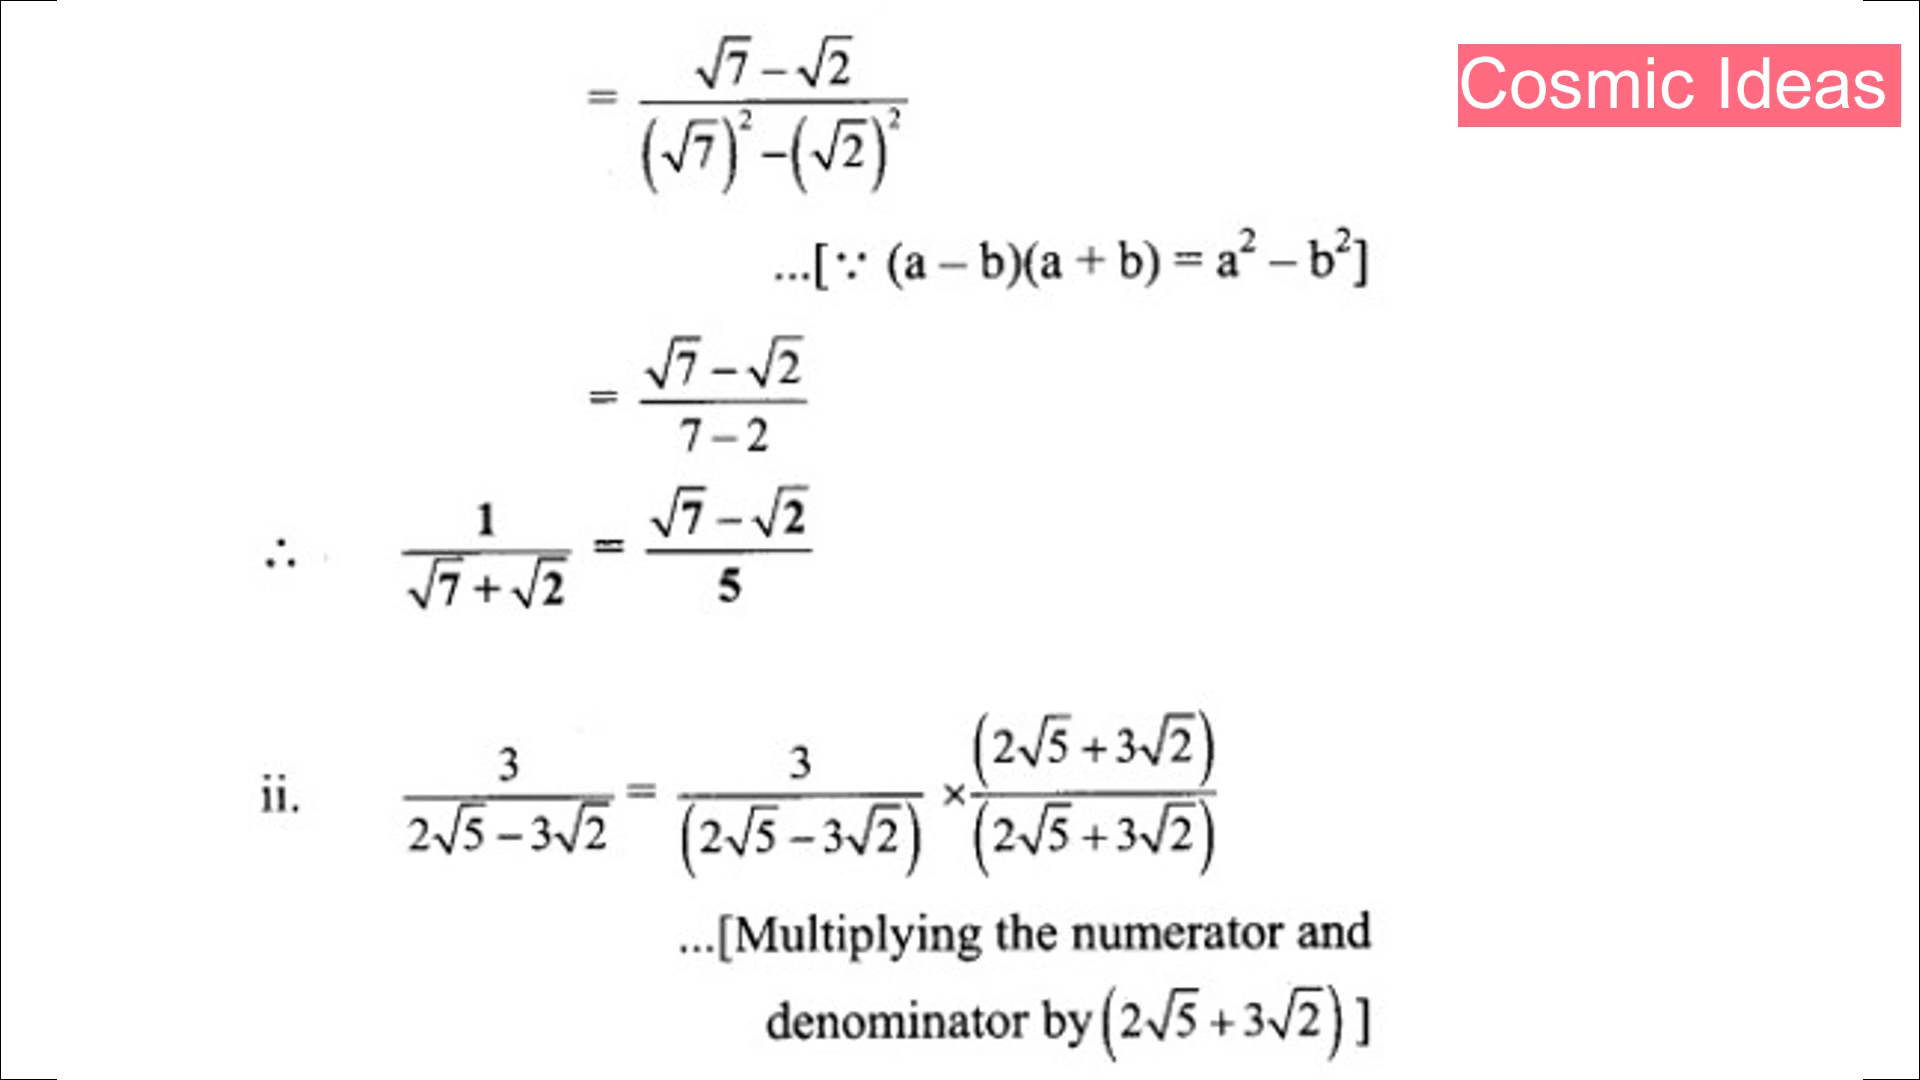 Cosmic Ideas
= (√7 – √2) / ((√7)² – (√2)²)
...[∵ (a – b)(a + b) = a² – b²]
= (√7 – √2) / (7 – 2)
∴ 1 / (√7 + √2) = (√7 – √2) / 5
ii. 3 / (2√5 – 3√2) = 3 / (2√5 – 3√2) × (2√5 + 3√2) / (2√5 + 3√2)
...[Multiplying the numerator and
denominator by (2√5 + 3√2) ]